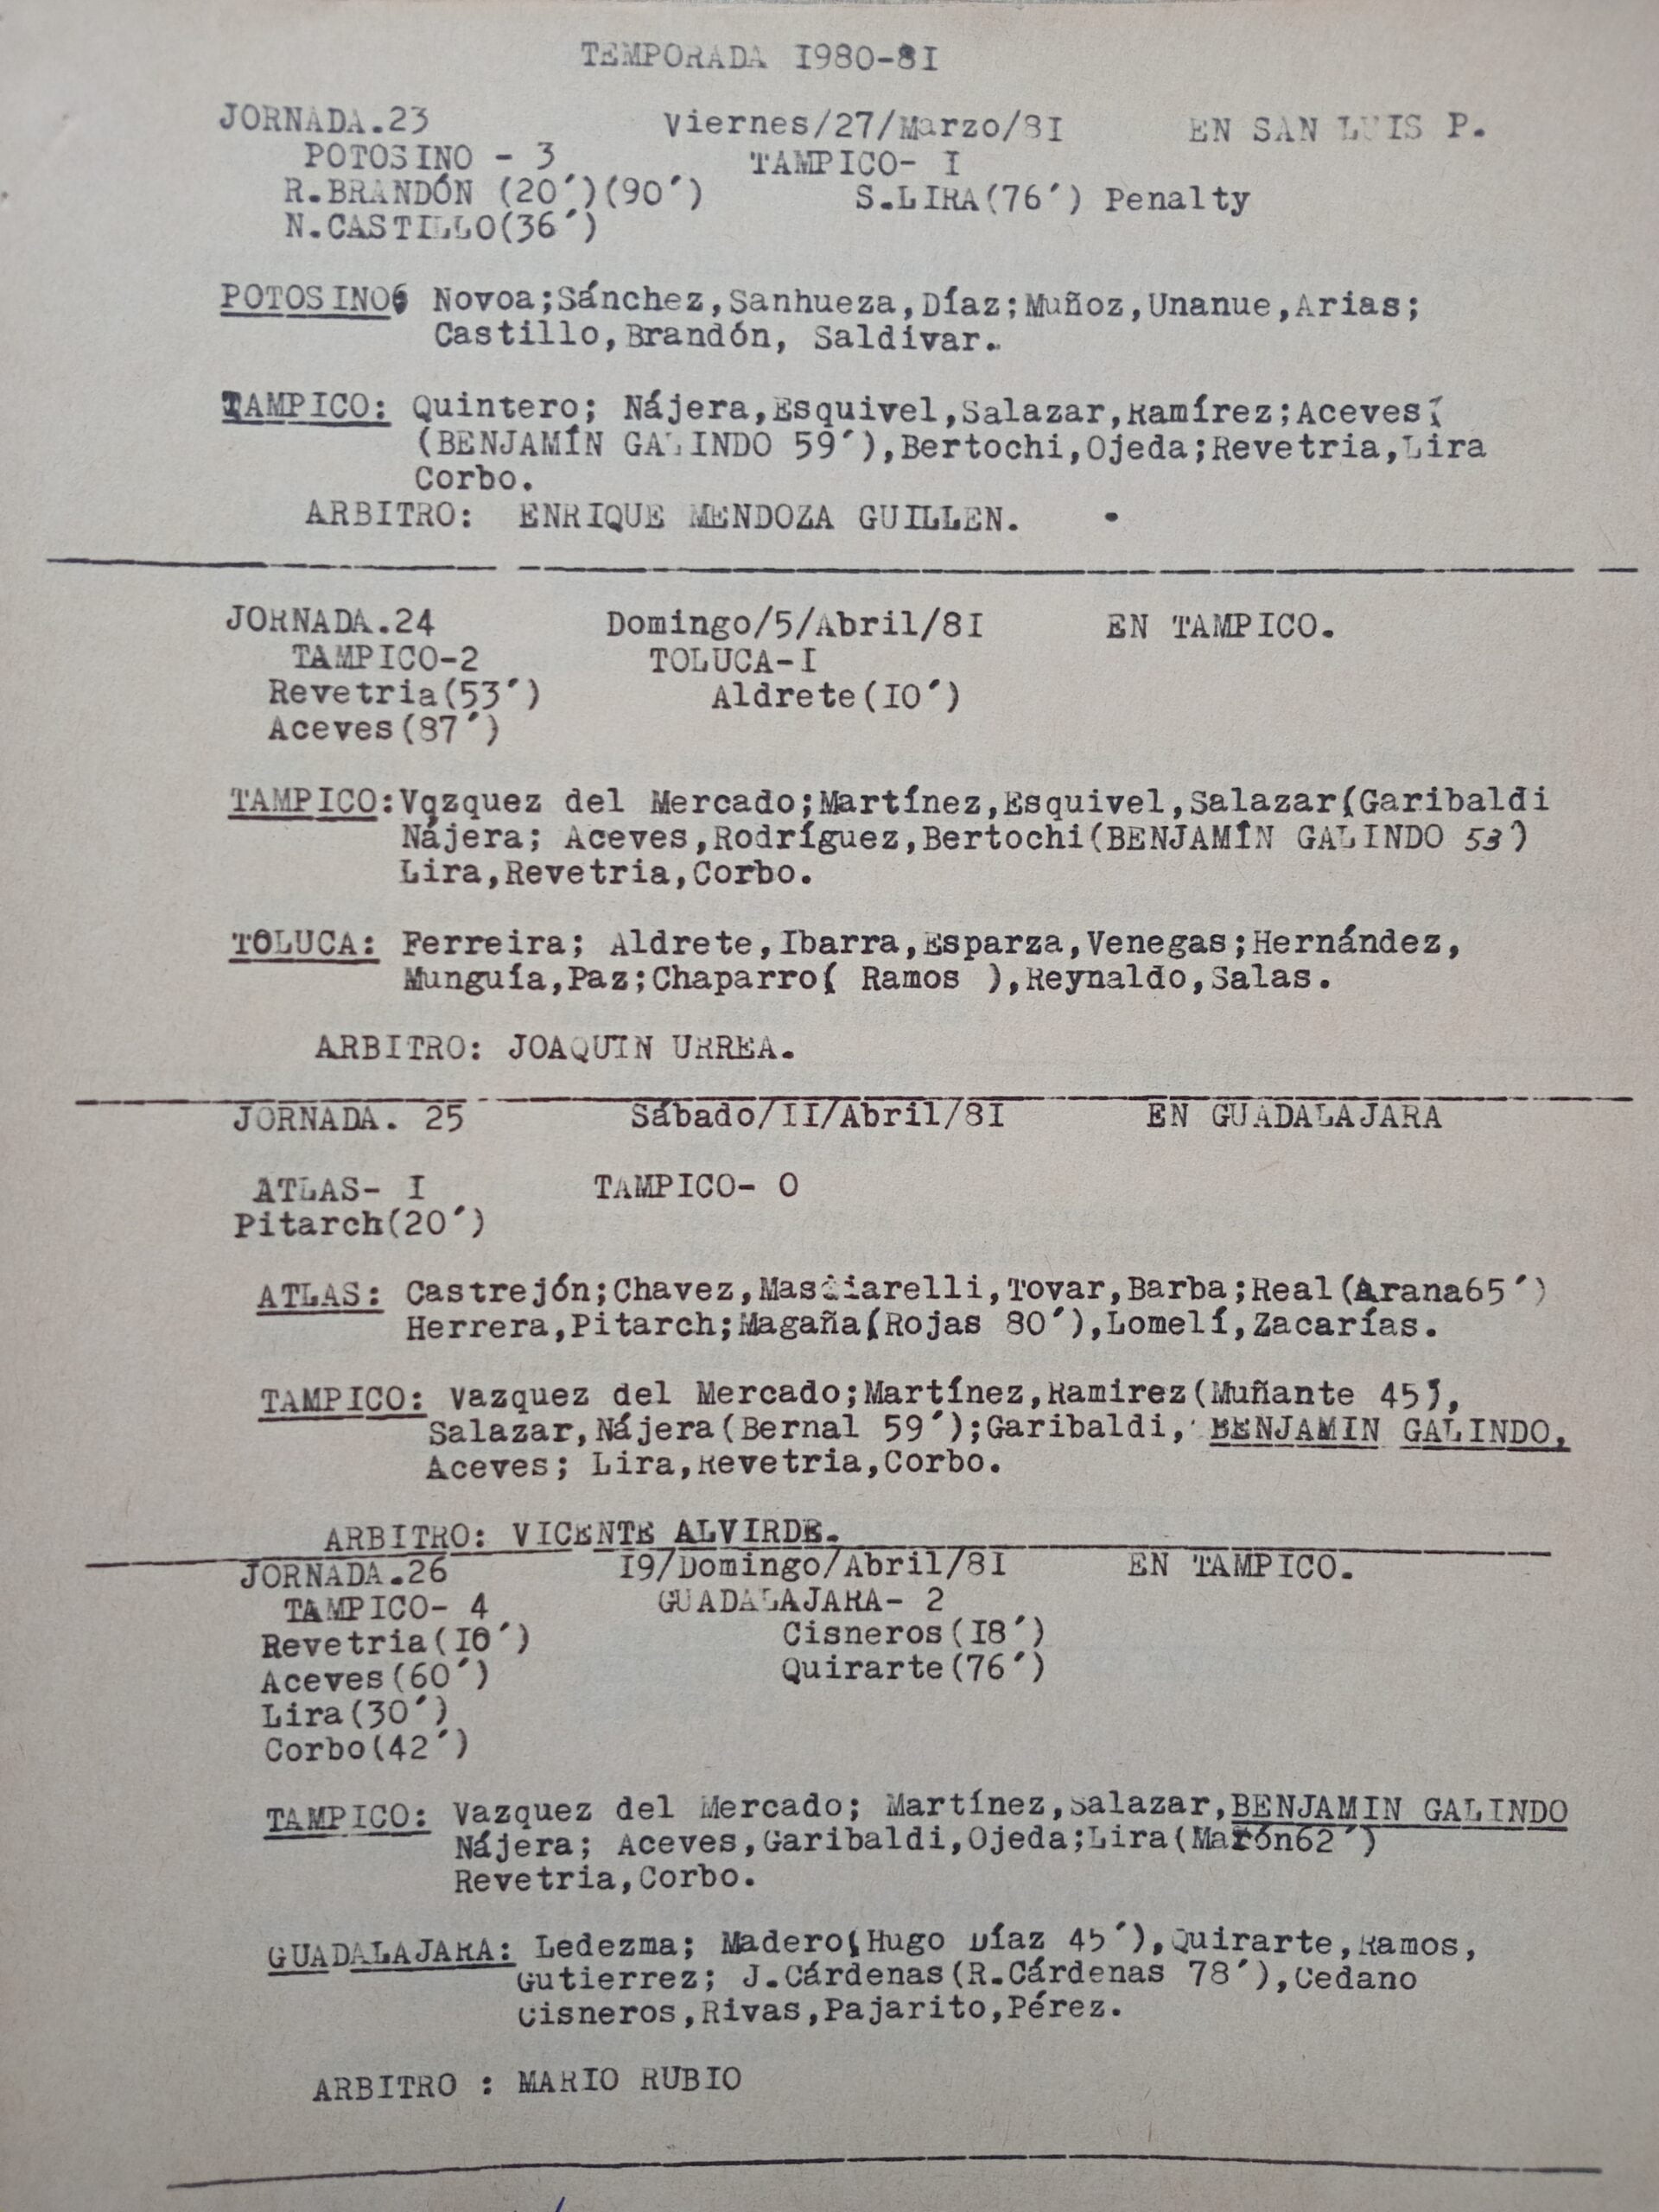 TEMPORADA I980-8I
JORNADA.23 Viernes/27/Marzo/8I EN SAN LUIS P.
POTOSINO - 3 TAMPICO- I
R.BRANDÓN (20´)(90´) S.LIRA(76´) Penalty
N.CASTILLO(36´)
POTOSINO6 Novoa;Sánchez,Sanhueza,Díaz;Muñoz,Unanue,Arias;
Castillo,Brandón, Saldivar.
TAMPICO: Quintero; Nájera,Esquivel,Salazar,Ramírez;Aceves;
(BENJAMÍN GALINDO 59´),Bertochi,Ojeda;Revetria,Lira
Corbo.
ARBITRO: ENRIQUE MENDOZA GUILLEN.
JORNADA.24 Domingo/5/Abril/8I EN TAMPICO.
TAMPICO-2 TOLUCA-I
Revetria(53´) Aldrete(IO´)
Aceves(87´)
TAMPICO:Vqzquez del Mercado;Martínez,Esquivel,Salazar(Garibaldi
Nájera; Aceves,Rodríguez,Bertochi(BENJAMÍN GALINDO 53´)
Lira,Revetria,Corbo.
TOLUCA: Ferreira; Aldrete,Ibarra,Esparza,Venegas;Hernández,
Munguía,Paz;Chaparro( Ramos ),Reynaldo,Salas.
ARBITRO: JOAQUIN URREA.
JORNADA. 25 Sábado/II/Abril/8I EN GUADALAJARA
ATLAS- I TAMPICO- O
Pitarch(20´)
ATLAS: Castrejón;Chavez,Tovar,Barba;Real(Arana65´)
Herrera,Pitarch;Magaña(Rojas 80´),Lomelí,Zacarías.
TAMPICO: Vazquez del Mercado;Martínez,Ramirez(Muñante 45),
Salazar,Nájera(Bernal 59´);Garibaldi, BENJAMIN GALINDO,
Aceves; Lira,Revetria,Corbo.
ARBITRO: VICENTE ALVIRDE.
JORNADA.26 I9/Domingo/Abril/8I EN TAMPICO.
TAMPICO- 4 GUADALAJARA- 2
Revetria(I0´) Cisneros(I8´)
Aceves(60´) Quirarte(76´)
Lira(30´)
Corbo(42´)
TAMPICO: Vazquez del Mercado; Martínez,Salazar,BENJAMIN GALINDO
Nájera; Aceves,Garibaldi,Ojeda;Lira(Marón62´)
Revetria,Corbo.
GUADALAJARA: Ledezma; Madero(Hugo Díaz 45´),Quirarte,Ramos,
Gutierrez; J.Cárdenas(R.Cárdenas 78´),Cedano
Cisneros,Rivas,Pajarito,Pérez.
ARBITRO : MARIO RUBIO